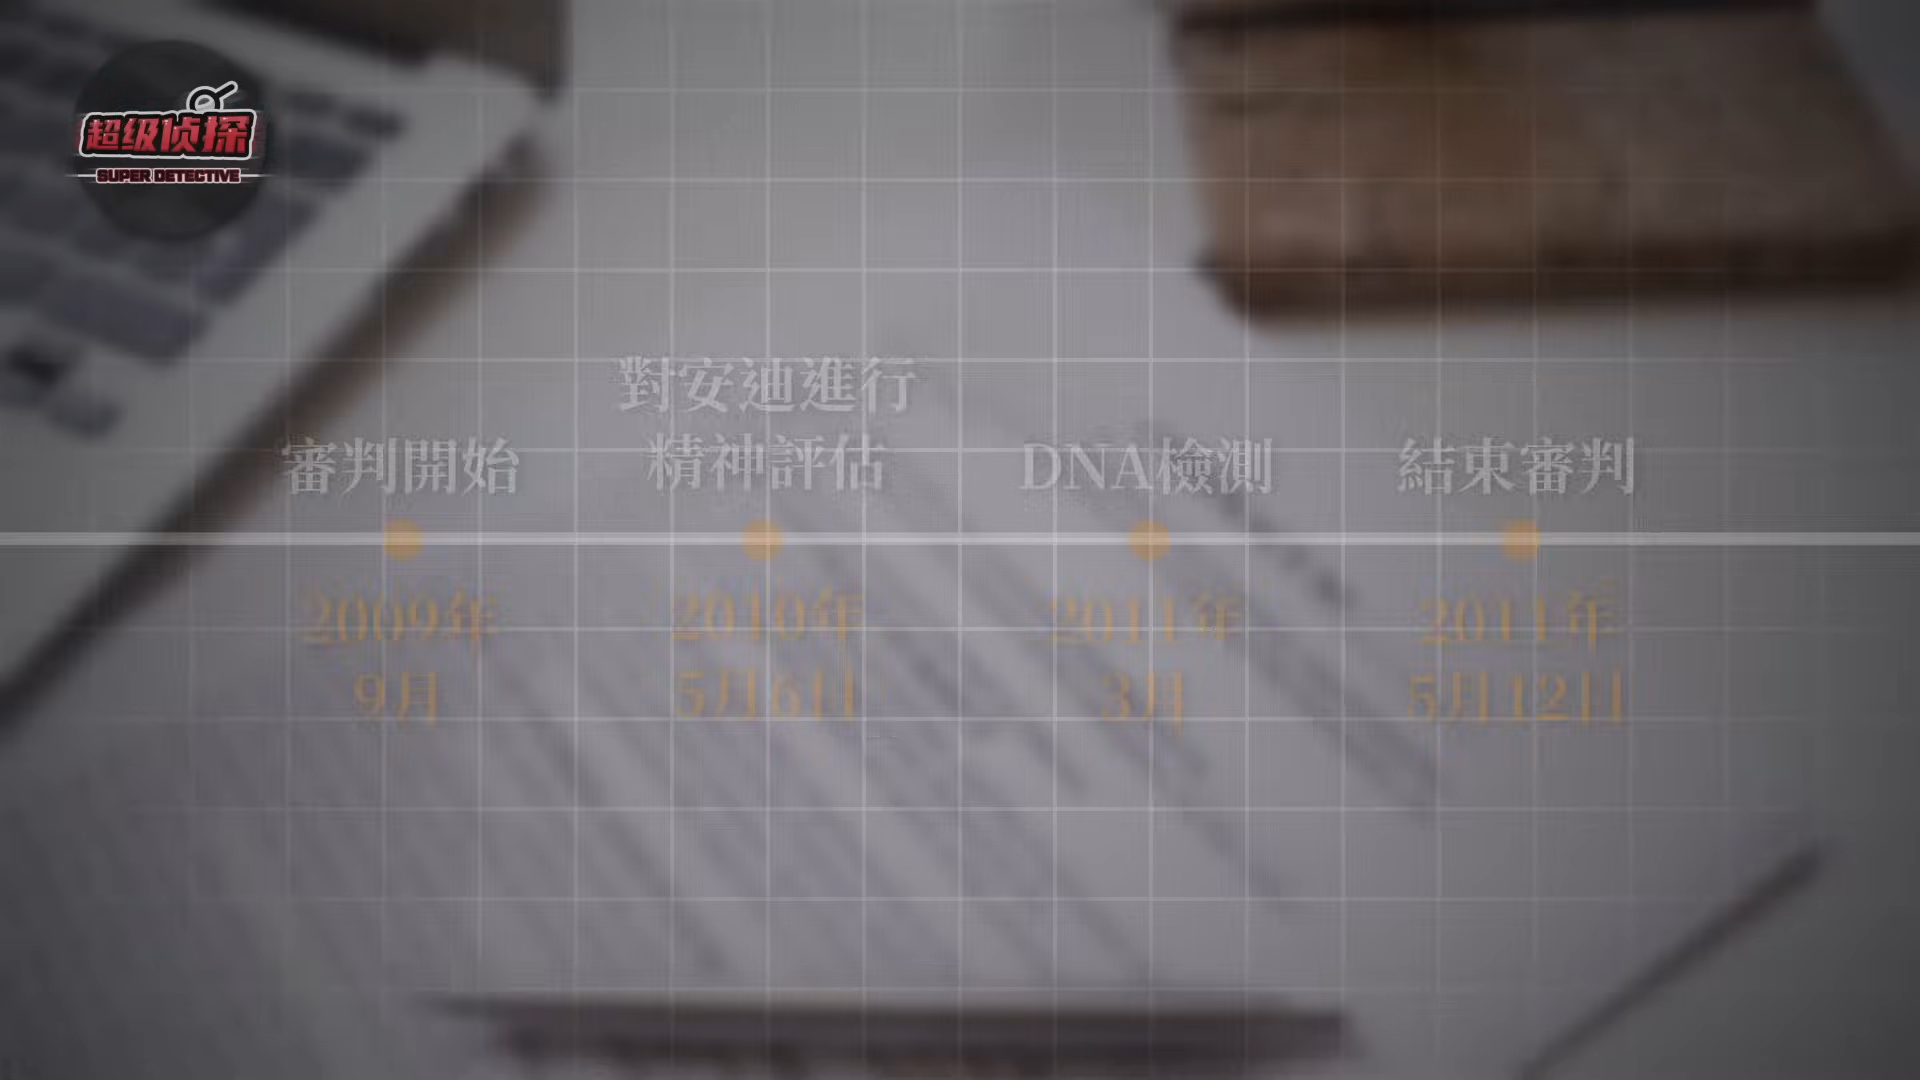 超级侦探
SUPER DETECTIVE
對安迪進行
審判開始
精神評估
DNA檢測
結束審判
2009年
2010年
2011年
2011年
9月
5月6日
3月
5月12日